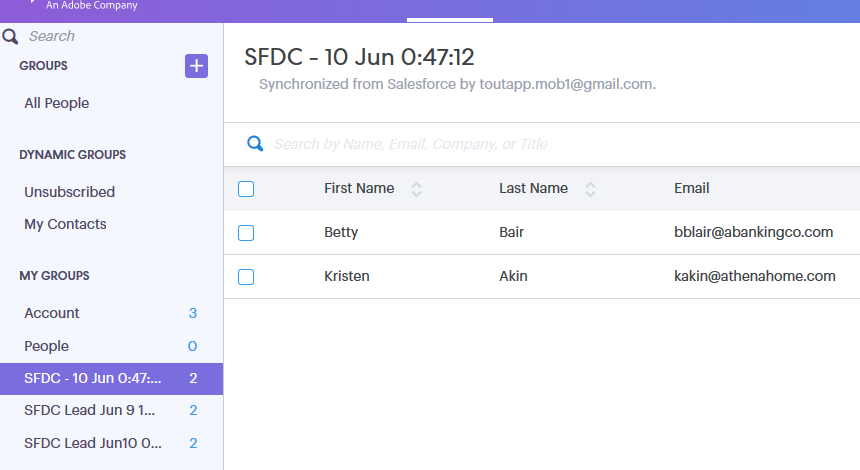 An Adobe Company
Search
GROUPS
All People
DYNAMIC GROUPS
Unsubscribed
My Contacts
MY GROUPS
Account 3
People 0
SFDC - 10 Jun 0:47:... 2
SFDC Lead Jun 9 1... 2
SFDC Lead Jun10 0... 2
SFDC - 10 Jun 0:47:12
Synchronized from Salesforce by toutapp.mob1@gmail.com.
Search by Name, Email, Company, or Title
First Name Last Name Email
Betty Bair bblair@abankingco.com
Kristen Akin kakin@athenahome.com